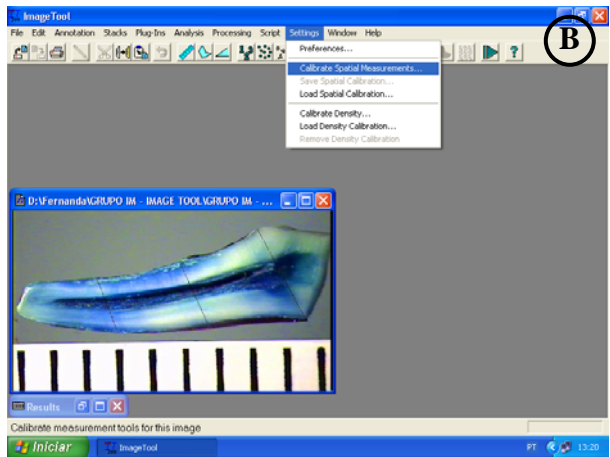 ImageTool
File Edit Annotation Stacks Plug-Ins Analysis Processing Script Settings Window Help
B
Preferences...
Calibrate Spatial Measurements...
Save Spatial Calibration...
Load Spatial Calibration...
Calibrate Density...
Load Density Calibration...
Remove Density Calibration
D:\Fernanda\GRUPO IM - IMAGE TOOL\GRUPO IM - ...
Results
Calibrate measurement tools for this image
Iniciar ImageTool PT 13:20